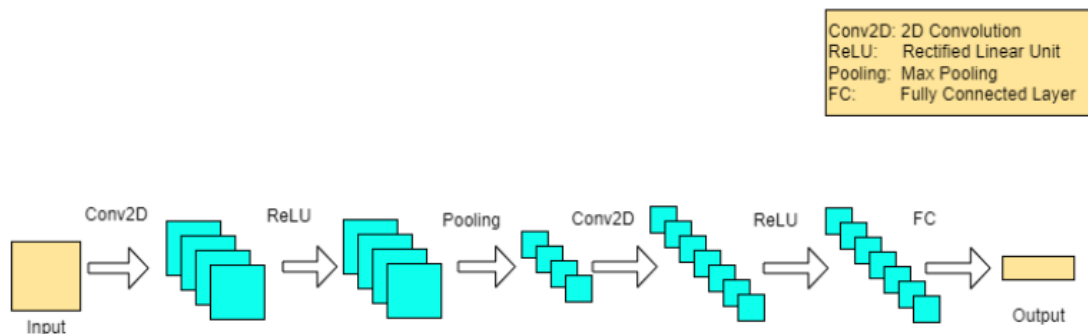 Conv2D: 2D Convolution
ReLU: Rectified Linear Unit
Pooling: Max Pooling
FC: Fully Connected Layer
Conv2D
ReLU
Pooling
Conv2D
ReLU
FC
Input
Output